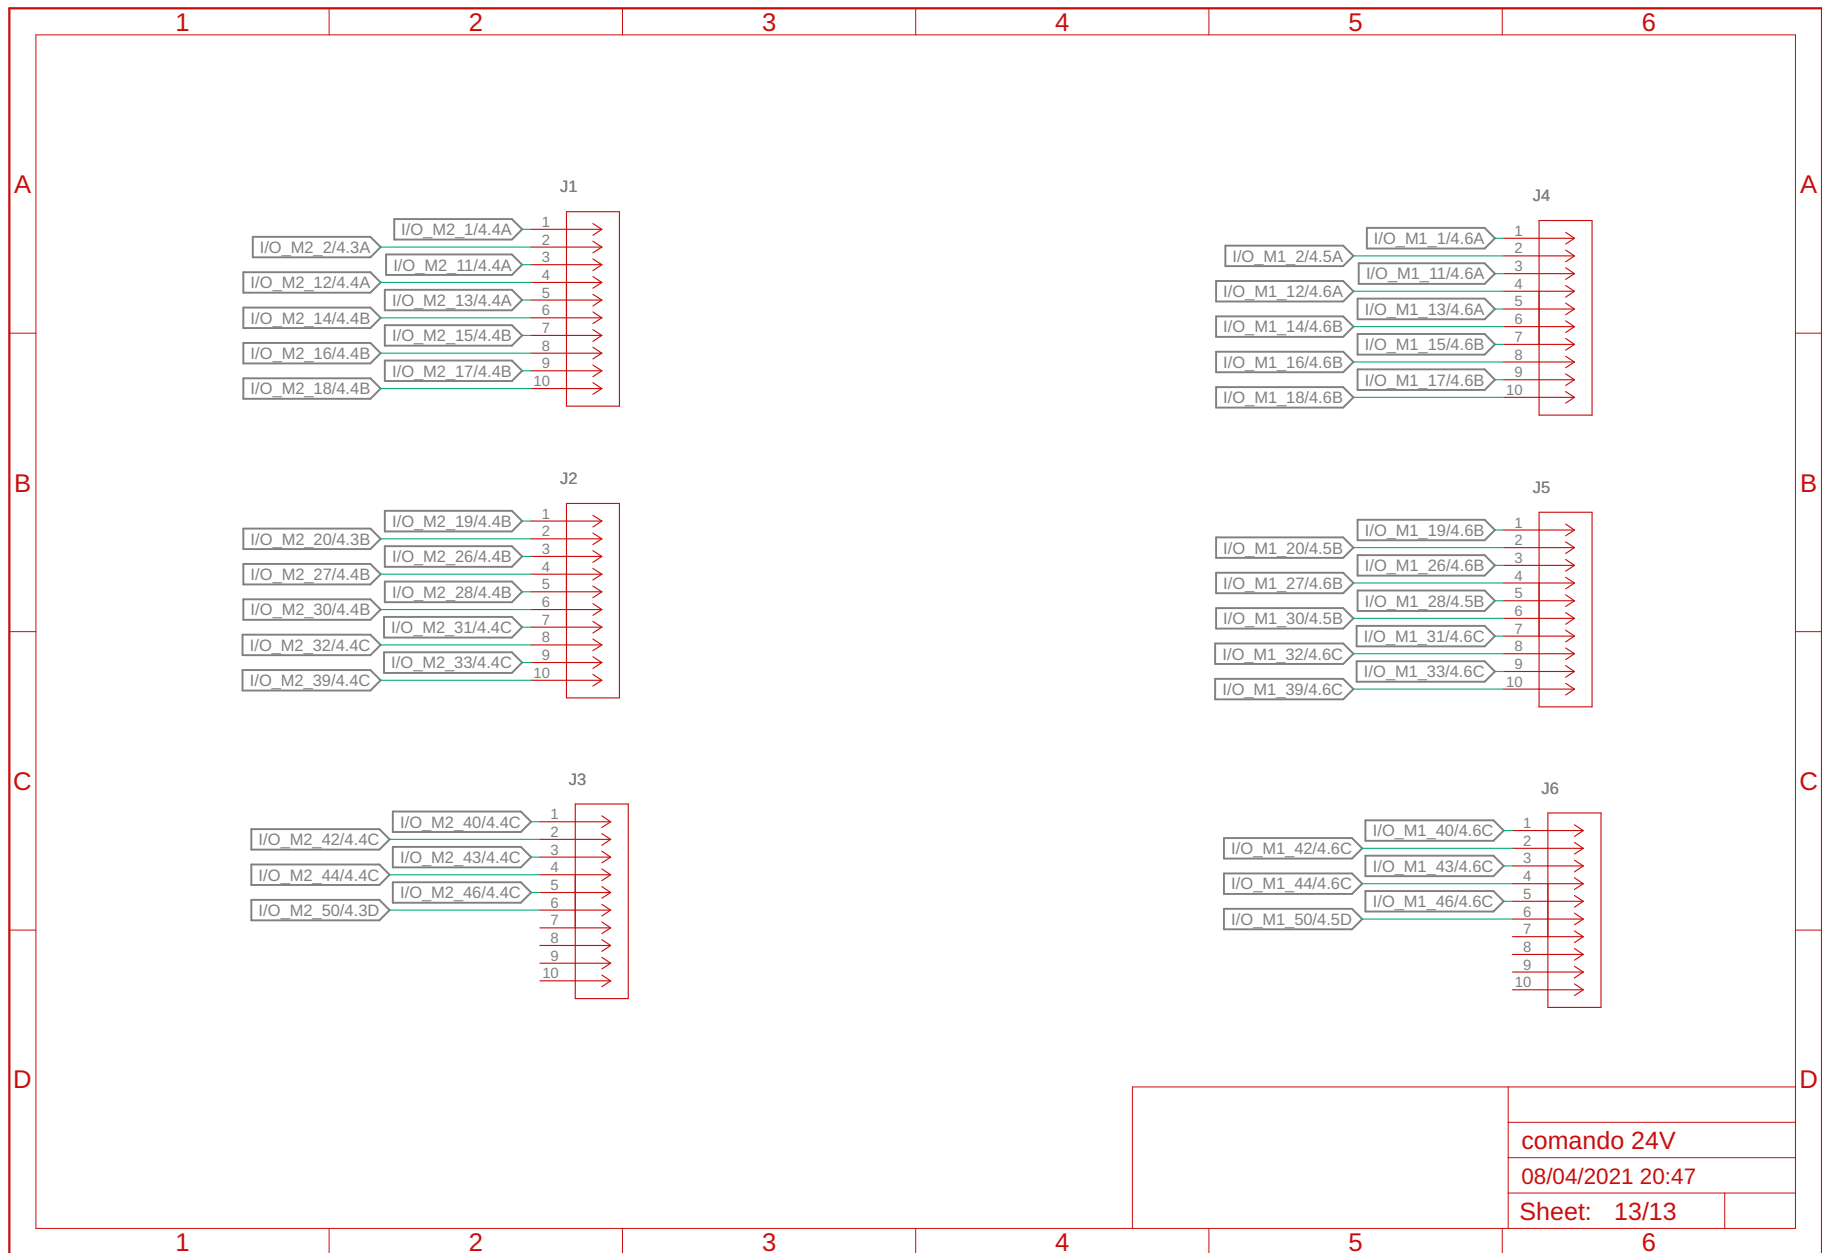 1 2 3 4 5 6
A A
J1
I/O_M2_1/4.4A 1
I/O_M2_2/4.3A 2
I/O_M2_11/4.4A 3
I/O_M2_12/4.4A 4
I/O_M2_13/4.4A 5
I/O_M2_14/4.4B 6
I/O_M2_15/4.4B 7
I/O_M2_16/4.4B 8
I/O_M2_17/4.4B 9
I/O_M2_18/4.4B 10
J4
I/O_M1_1/4.6A 1
I/O_M1_2/4.5A 2
I/O_M1_11/4.6A 3
I/O_M1_12/4.6A 4
I/O_M1_13/4.6A 5
I/O_M1_14/4.6B 6
I/O_M1_15/4.6B 7
I/O_M1_16/4.6B 8
I/O_M1_17/4.6B 9
I/O_M1_18/4.6B 10
B B
J2
I/O_M2_19/4.4B 1
I/O_M2_20/4.3B 2
I/O_M2_26/4.4B 3
I/O_M2_27/4.4B 4
I/O_M2_28/4.4B 5
I/O_M2_30/4.4B 6
I/O_M2_31/4.4C 7
I/O_M2_32/4.4C 8
I/O_M2_33/4.4C 9
I/O_M2_39/4.4C 10
J5
I/O_M1_19/4.6B 1
I/O_M1_20/4.5B 2
I/O_M1_26/4.6B 3
I/O_M1_27/4.6B 4
I/O_M1_28/4.5B 5
I/O_M1_30/4.5B 6
I/O_M1_31/4.6C 7
I/O_M1_32/4.6C 8
I/O_M1_33/4.6C 9
I/O_M1_39/4.6C 10
C C
J3
I/O_M2_40/4.4C 1
I/O_M2_42/4.4C 2
I/O_M2_43/4.4C 3
I/O_M2_44/4.4C 4
I/O_M2_46/4.4C 5
I/O_M2_50/4.3D 6
7
8
9
10
J6
I/O_M1_40/4.6C 1
I/O_M1_42/4.6C 2
I/O_M1_43/4.6C 3
I/O_M1_44/4.6C 4
I/O_M1_46/4.6C 5
I/O_M1_50/4.5D 6
7
8
9
10
D D
comando 24V
08/04/2021 20:47
Sheet: 13/13
1 2 3 4 5 6